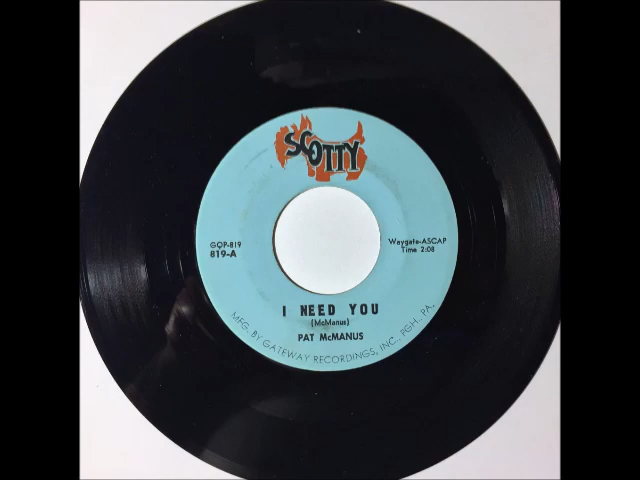 SCOTTY
GQP-819
819-A
Waygate-ASCAP
Time 2:08
I NEED YOU
(McManus)
PAT McMANUS
MFG. BY GATEWAY RECORDINGS, INC., PGH., PA.